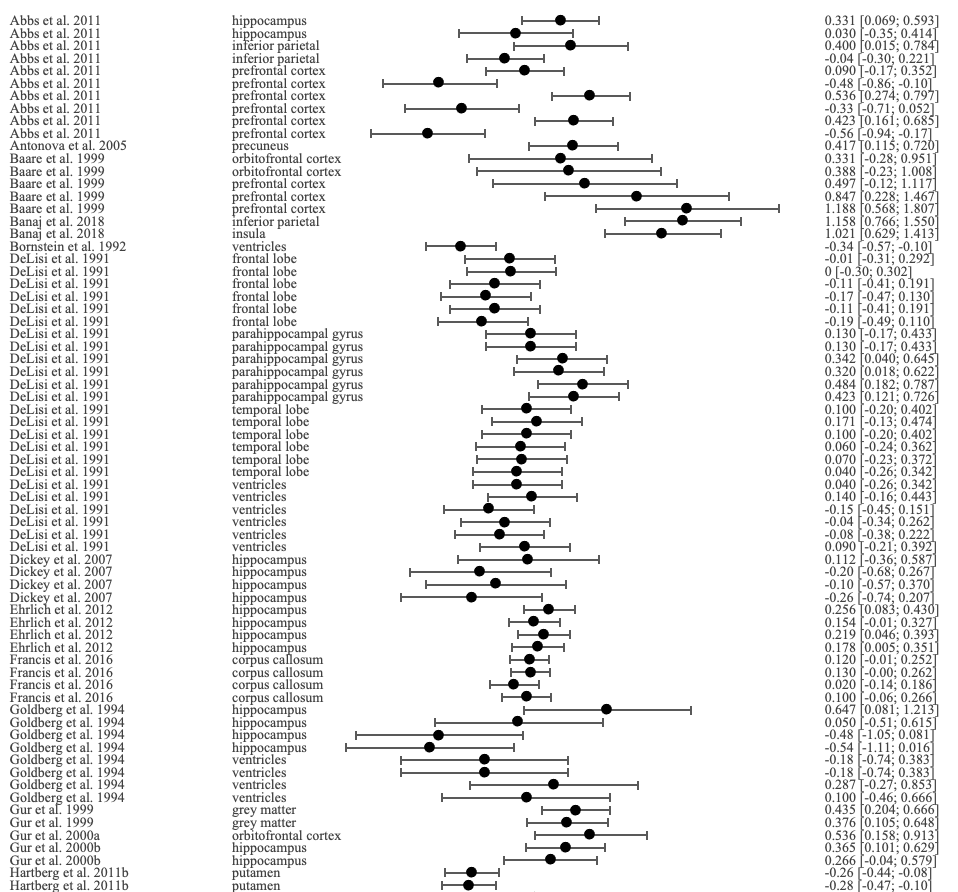 Abbs et al. 2011 hippocampus 0.331 [0.069; 0.593]
Abbs et al. 2011 hippocampus 0.030 [-0.35; 0.414]
Abbs et al. 2011 inferior parietal 0.400 [0.015; 0.784]
Abbs et al. 2011 inferior parietal -0.04 [-0.30; 0.221]
Abbs et al. 2011 prefrontal cortex 0.090 [-0.17; 0.352]
Abbs et al. 2011 prefrontal cortex -0.48 [-0.86; -0.10]
Abbs et al. 2011 prefrontal cortex 0.536 [0.274; 0.797]
Abbs et al. 2011 prefrontal cortex -0.33 [-0.71; 0.052]
Abbs et al. 2011 prefrontal cortex 0.423 [0.161; 0.685]
Abbs et al. 2011 prefrontal cortex -0.56 [-0.94; -0.17]
Antonova et al. 2005 precuneus 0.417 [0.115; 0.720]
Baare et al. 1999 orbitofrontal cortex 0.331 [-0.28; 0.951]
Baare et al. 1999 orbitofrontal cortex 0.388 [-0.23; 1.008]
Baare et al. 1999 prefrontal cortex 0.497 [-0.12; 1.117]
Baare et al. 1999 prefrontal cortex 0.847 [0.228; 1.467]
Baare et al. 1999 prefrontal cortex 1.188 [0.568; 1.807]
Banaj et al. 2018 inferior parietal 1.158 [0.766; 1.550]
Banaj et al. 2018 insula 1.021 [0.629; 1.413]
Bornstein et al. 1992 ventricles -0.34 [-0.57; -0.10]
DeLisi et al. 1991 frontal lobe -0.01 [-0.31; 0.292]
DeLisi et al. 1991 frontal lobe 0 [-0.30; 0.302]
DeLisi et al. 1991 frontal lobe -0.11 [-0.41; 0.191]
DeLisi et al. 1991 frontal lobe -0.17 [-0.47; 0.130]
DeLisi et al. 1991 frontal lobe -0.11 [-0.41; 0.191]
DeLisi et al. 1991 frontal lobe -0.19 [-0.49; 0.110]
DeLisi et al. 1991 parahippocampal gyrus 0.130 [-0.17; 0.433]
DeLisi et al. 1991 parahippocampal gyrus 0.130 [-0.17; 0.433]
DeLisi et al. 1991 parahippocampal gyrus 0.342 [0.040; 0.645]
DeLisi et al. 1991 parahippocampal gyrus 0.320 [0.018; 0.622]
DeLisi et al. 1991 parahippocampal gyrus 0.484 [0.182; 0.787]
DeLisi et al. 1991 parahippocampal gyrus 0.423 [0.121; 0.726]
DeLisi et al. 1991 temporal lobe 0.100 [-0.20; 0.402]
DeLisi et al. 1991 temporal lobe 0.171 [-0.13; 0.474]
DeLisi et al. 1991 temporal lobe 0.100 [-0.20; 0.402]
DeLisi et al. 1991 temporal lobe 0.060 [-0.24; 0.362]
DeLisi et al. 1991 temporal lobe 0.070 [-0.23; 0.372]
DeLisi et al. 1991 temporal lobe 0.040 [-0.26; 0.342]
DeLisi et al. 1991 ventricles 0.040 [-0.26; 0.342]
DeLisi et al. 1991 ventricles 0.140 [-0.16; 0.443]
DeLisi et al. 1991 ventricles -0.15 [-0.45; 0.151]
DeLisi et al. 1991 ventricles -0.04 [-0.34; 0.262]
DeLisi et al. 1991 ventricles -0.08 [-0.38; 0.222]
DeLisi et al. 1991 ventricles 0.090 [-0.21; 0.392]
Dickey et al. 2007 hippocampus 0.112 [-0.36; 0.587]
Dickey et al. 2007 hippocampus -0.20 [-0.68; 0.267]
Dickey et al. 2007 hippocampus -0.10 [-0.57; 0.370]
Dickey et al. 2007 hippocampus -0.26 [-0.74; 0.207]
Ehrlich et al. 2012 hippocampus 0.256 [0.083; 0.430]
Ehrlich et al. 2012 hippocampus 0.154 [-0.01; 0.327]
Ehrlich et al. 2012 hippocampus 0.219 [0.046; 0.393]
Ehrlich et al. 2012 hippocampus 0.178 [0.005; 0.351]
Francis et al. 2016 corpus callosum 0.120 [-0.01; 0.252]
Francis et al. 2016 corpus callosum 0.130 [-0.00; 0.262]
Francis et al. 2016 corpus callosum 0.020 [-0.14; 0.186]
Francis et al. 2016 corpus callosum 0.100 [-0.06; 0.266]
Goldberg et al. 1994 hippocampus 0.647 [0.081; 1.213]
Goldberg et al. 1994 hippocampus 0.050 [-0.51; 0.615]
Goldberg et al. 1994 hippocampus -0.48 [-1.05; 0.081]
Goldberg et al. 1994 hippocampus -0.54 [-1.11; 0.016]
Goldberg et al. 1994 ventricles -0.18 [-0.74; 0.383]
Goldberg et al. 1994 ventricles -0.18 [-0.74; 0.383]
Goldberg et al. 1994 ventricles 0.287 [-0.27; 0.853]
Goldberg et al. 1994 ventricles 0.100 [-0.46; 0.666]
Gur et al. 1999 grey matter 0.435 [0.204; 0.666]
Gur et al. 1999 grey matter 0.376 [0.105; 0.648]
Gur et al. 2000a orbitofrontal cortex 0.536 [0.158; 0.913]
Gur et al. 2000b hippocampus 0.365 [0.101; 0.629]
Gur et al. 2000b hippocampus 0.266 [-0.04; 0.579]
Hartberg et al. 2011b putamen -0.26 [-0.44; -0.08]
Hartberg et al. 2011b putamen -0.28 [-0.47; -0.10]